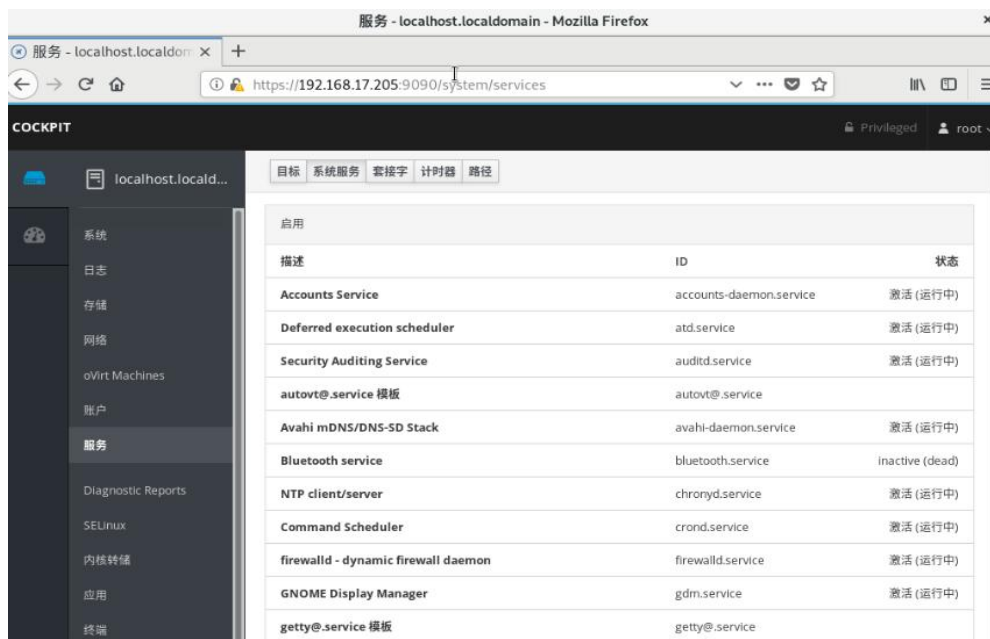 服务 - localhost.localdomain - Mozilla Firefox
服务 - localhost.localdom
https://192.168.17.205:9090/system/services
COCKPIT
Privileged root
localhost.locald...
目标 系统服务 套接字 计时器 路径
系统
日志
存储
网络
oVirt Machines
账户
服务
Diagnostic Reports
SELinux
内核转储
应用
终端
启用
描述 ID 状态
Accounts Service accounts-daemon.service 激活 (运行中)
Deferred execution scheduler atd.service 激活 (运行中)
Security Auditing Service auditd.service 激活 (运行中)
autovt@.service 模板 autovt@.service
Avahi mDNS/DNS-SD Stack avahi-daemon.service 激活 (运行中)
Bluetooth service bluetooth.service inactive (dead)
NTP client/server chronyd.service 激活 (运行中)
Command Scheduler crond.service 激活 (运行中)
firewalld - dynamic firewall daemon firewalld.service 激活 (运行中)
GNOME Display Manager gdm.service 激活 (运行中)
getty@.service 模板 getty@.service